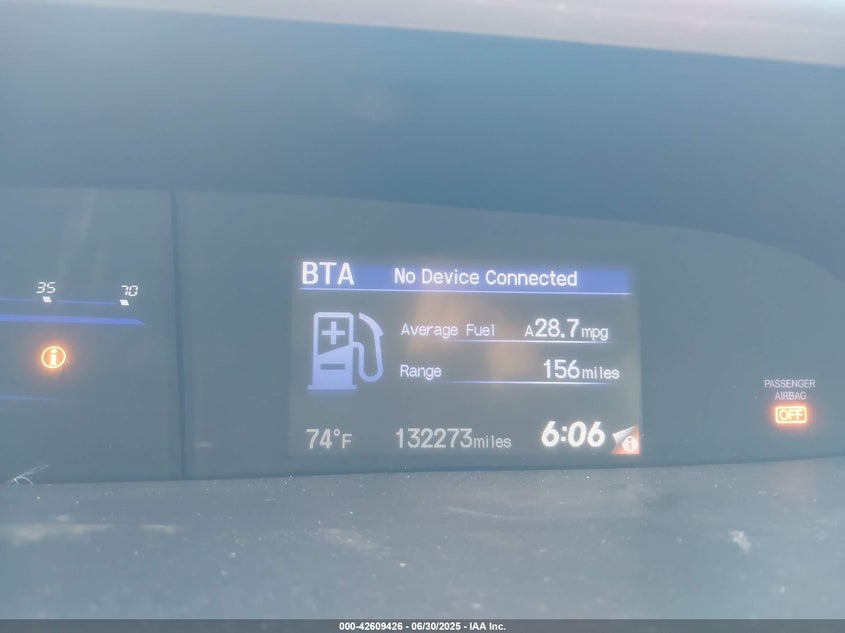 35 70
BTA No Device Connected
Average Fuel A28.7mpg
Range 156miles
74°F 132273miles 6:06
PASSENGER
AIRBAG
OFF
000-42609426 - 06/30/2025 - IAA Inc.